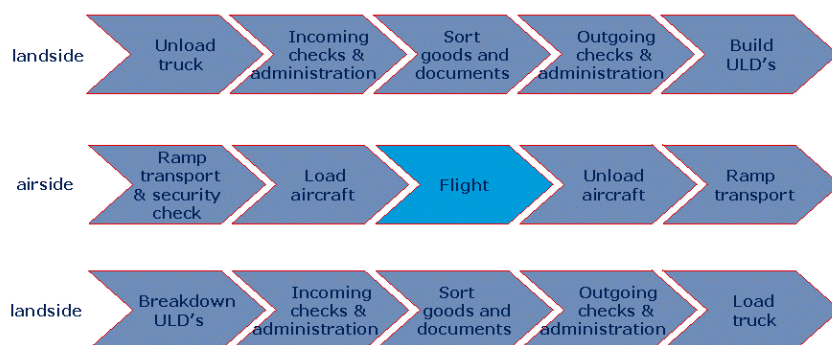 landside
Unload
truck
Incoming
checks &
administration
Sort
goods and
documents
Outgoing
checks &
administration
Build
ULD's
airside
Ramp
transport
& security
check
Load
aircraft
Flight
Unload
aircraft
Ramp
transport
landside
Breakdown
ULD's
Incoming
checks &
administration
Sort
goods and
documents
Outgoing
checks &
administration
Load
truck